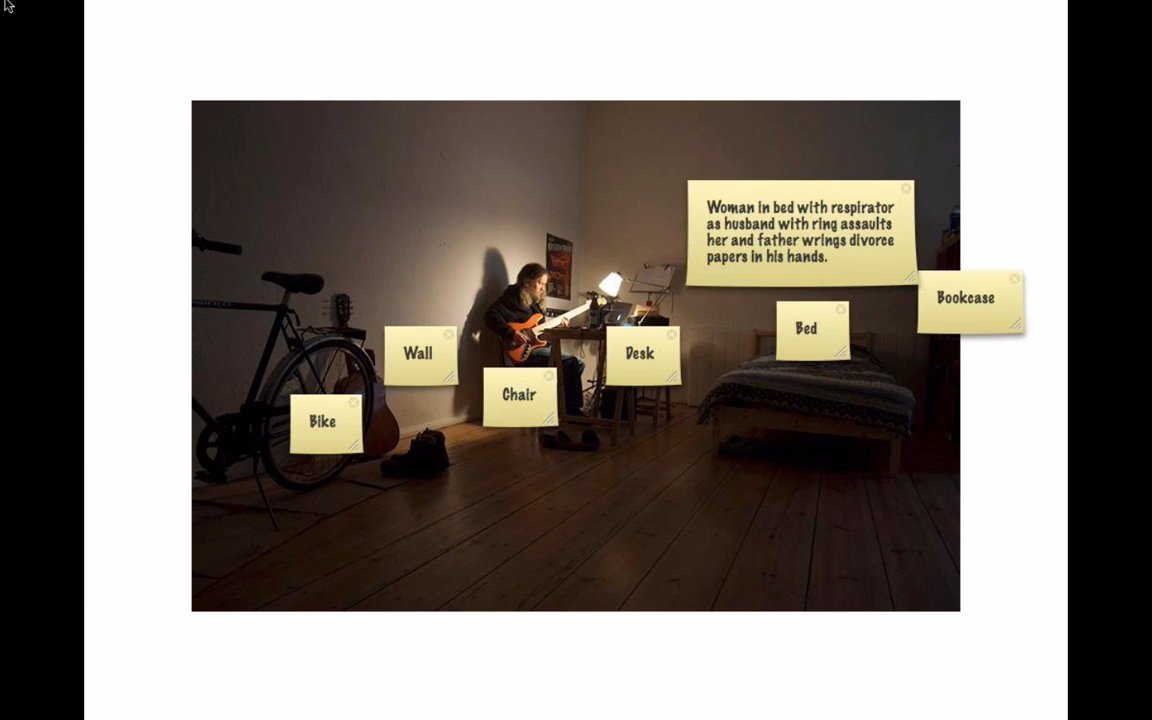 Woman in bed with respirator
as husband with ring assaults
her and father wrings divorce
papers in his hands.
Bookcase
Bed
Wall
Desk
Chair
Bike